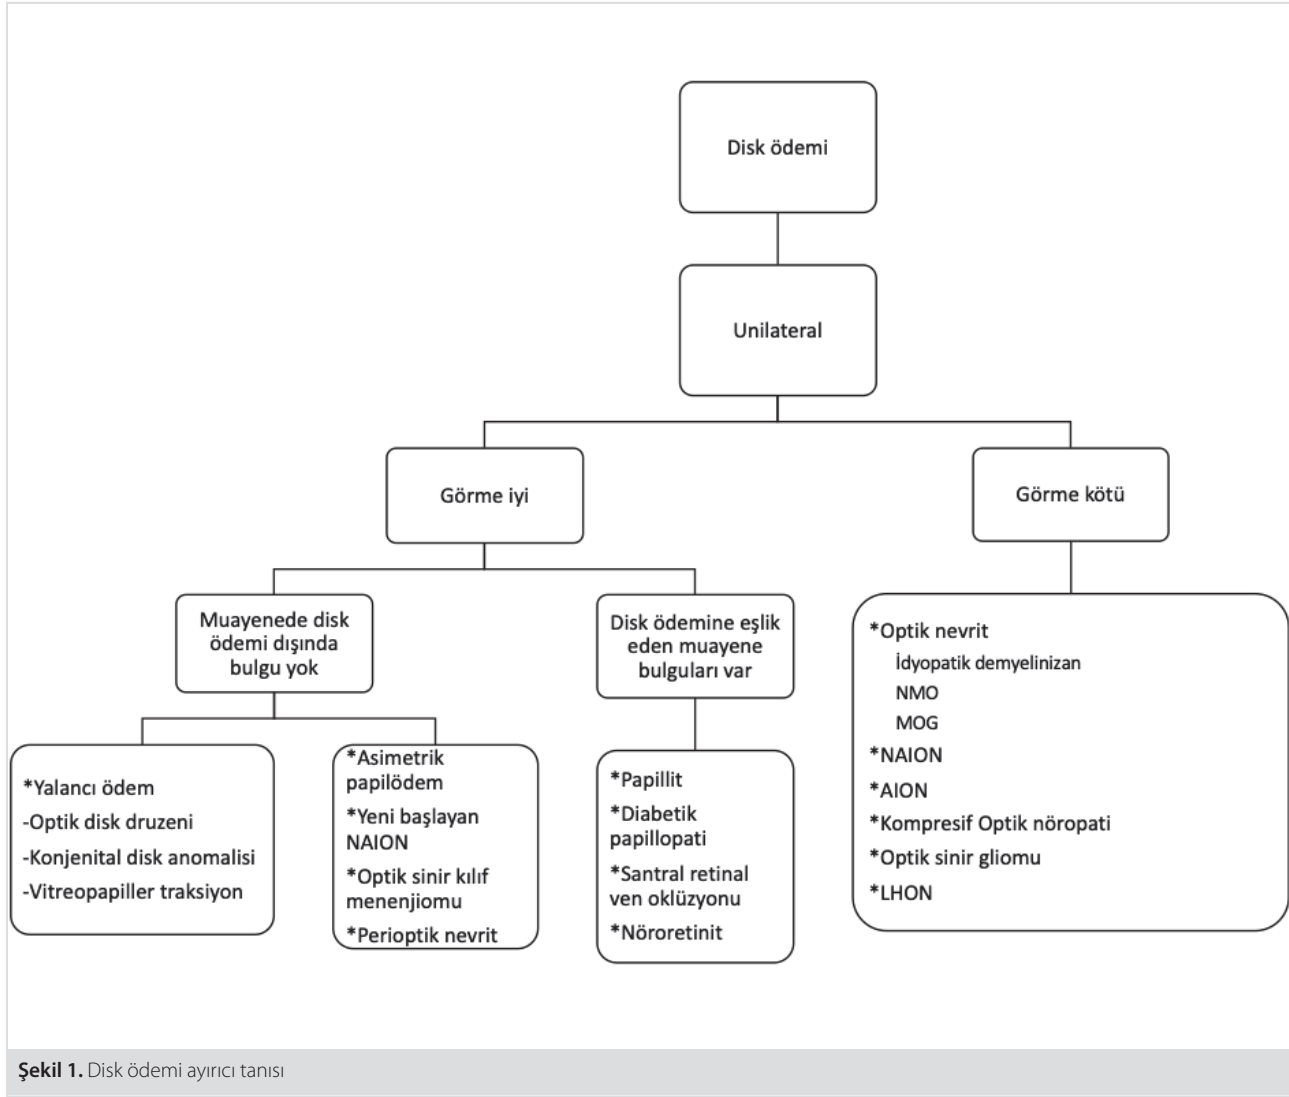 Disk ödemi
Unilateral
Görme iyi
Görme kötü
Muayenede disk
ödemi dışında
bulgu yok
Disk ödemine eşlik
eden muayene
bulguları var
*Yalancı ödem
-Optik disk druzeni
-Konjenital disk anomalisi
-Vitreopapiller traksiyon
*Asimetrik
papilödem
*Yeni başlayan
NAION
*Optik sinir kılıf
menenjiomu
*Perioptik nevrit
*Papillit
*Diabetik
papillopati
*Santral retinal
ven oklüzyonu
*Nöroretinit
*Optik nevrit
İdyopatik demyelinizan
NMO
MOG
*NAION
*AION
*Kompresif Optik nöropati
*Optik sinir gliomu
*LHON
Şekil 1. Disk ödemi ayırıcı tanısı